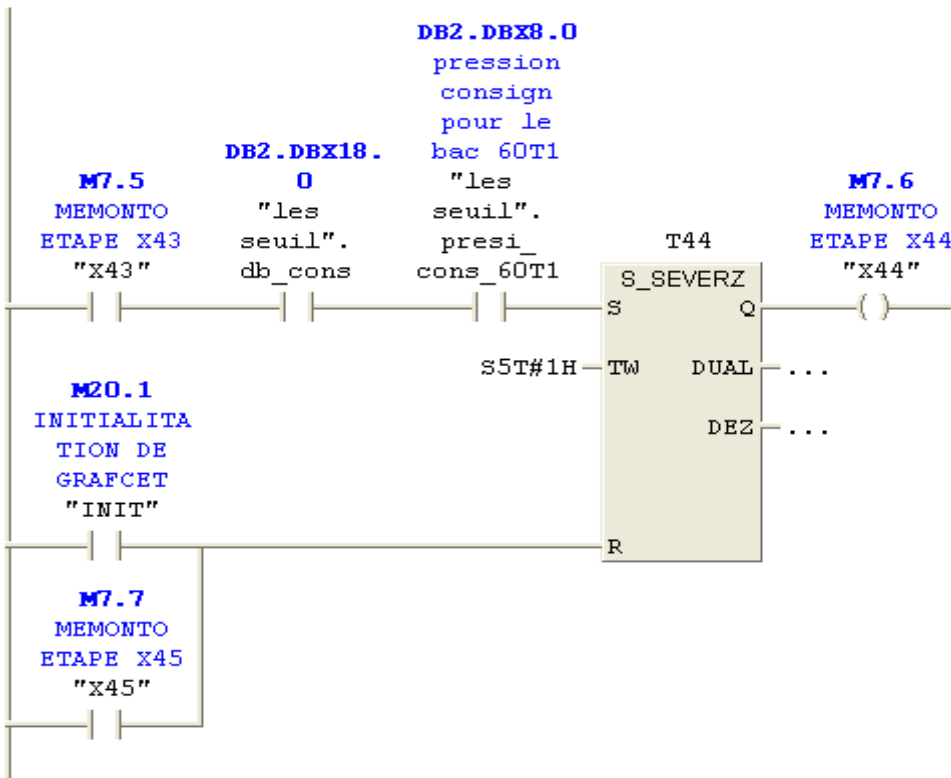 DB2.DBX8.0
pression
consign
pour le
bac 60T1
"les
seuil".
presi_
cons_60T1
DB2.DBX18.
0
"les
seuil".
db_cons
M7.5
MEMONTO
ETAPE X43
"X43"
T44
S_SEVERZ
S
Q
M7.6
MEMONTO
ETAPE X44
"X44"
S5T#1H
TW
DUAL
...
DEZ
...
M20.1
INITIALITA
TION DE
GRAFCET
"INIT"
R
M7.7
MEMONTO
ETAPE X45
"X45"